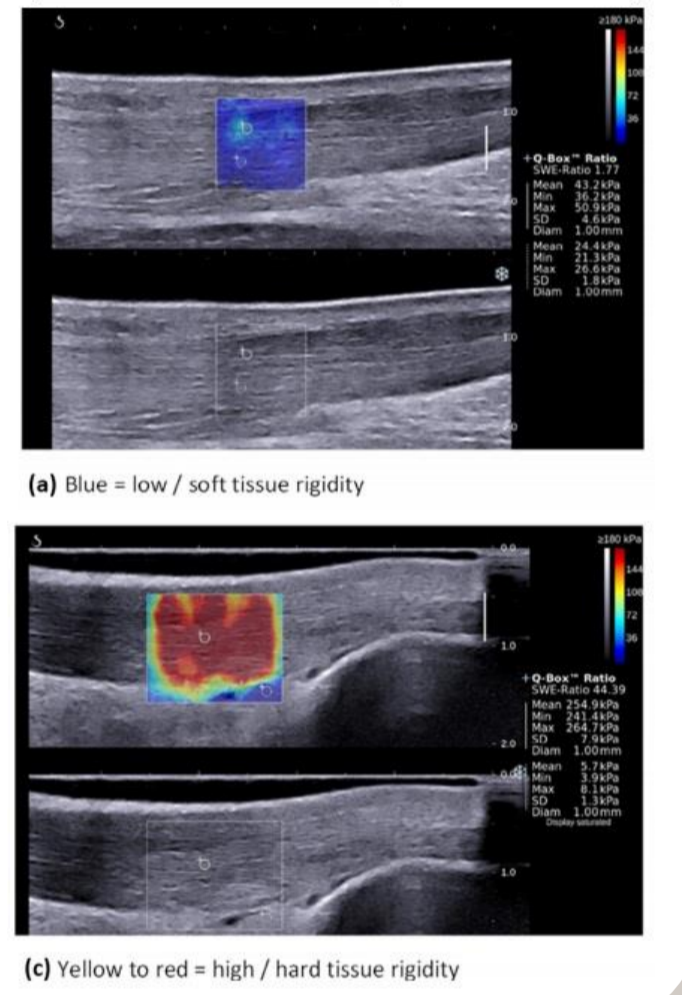 ≥180 kPa
144
108
72
36
1.0
+Q-Box™ Ratio
SWE-Ratio 1.77
Mean 43.2kPa
Min 36.2kPa
Max 50.9kPa
SD 4.6kPa
Diam 1.00mm
Mean 24.4kPa
Min 21.3kPa
Max 26.6kPa
SD 1.8kPa
Diam 1.00mm
1.0
(a) Blue = low / soft tissue rigidity
≥180 kPa
0.0
144
108
72
36
1.0
+Q-Box™ Ratio
SWE-Ratio 44.39
Mean 254.9kPa
Min 241.4kPa
Max 264.7kPa
SD 7.9kPa
Diam 1.00mm
2.0
Mean 5.7kPa
Min 3.9kPa
Max 8.1kPa
SD 1.3kPa
Diam 1.00mm
Display saturated
1.0
(c) Yellow to red = high / hard tissue rigidity